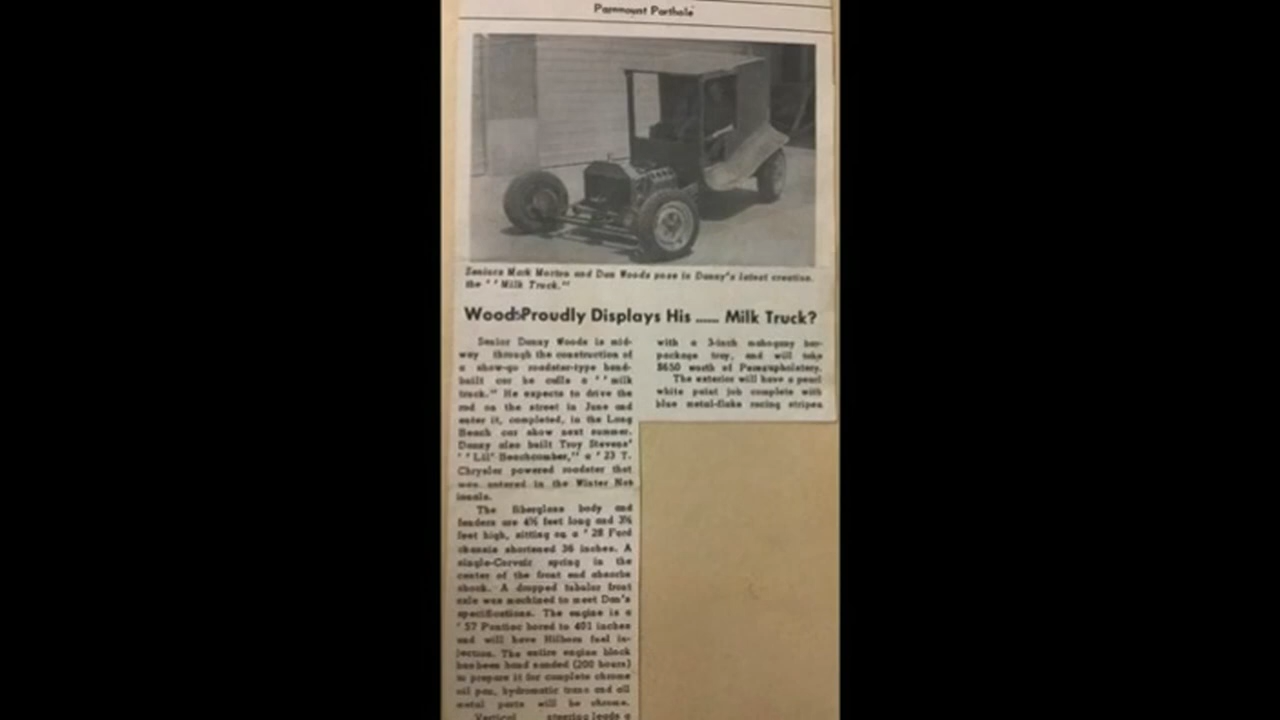 Paramount Porthole
Seniors Mark Morton and Dan Woods pose in Danny's latest creation,
the ''Milk Truck.''
Woods Proudly Displays His ...... Milk Truck?
Senior Danny Woods is mid-
way through the construction of
a show-go roadster-type hand-
built car he calls a ''milk
truck.'' He expects to drive the
rod on the street in June and
enter it, completed, in the Long
Beach car show next summer.
Danny also built Troy Stevens'
''Lil' Beachcomber,'' a '23 T.
Chrysler powered roadster that
was entered in the Winter Nat
ionals.
The fiberglass body and
fenders are 4½ feet long and 3½
feet high, sitting on a '28 Ford
chassis shortened 36 inches. A
single-Corvair spring in the
center of the front end absorbs
shock. A dropped tubular front
axle was machined to meet Dan's
specifications. The engine is a
'57 Pontiac bored to 401 inches
and will have Hilborn fuel in-
jection. The entire engine block
has been hand sanded (200 hours)
to prepare it for complete chrome
oil pan, hydromatic trans and all
metal parts will be chrome.
Vertical steering leads a
with a 3-inch mahogany bar-
package tray, and will take
$650 worth of upholstery.
The exterior will have a pearl
white paint job complete with
blue metal-flake racing stripes